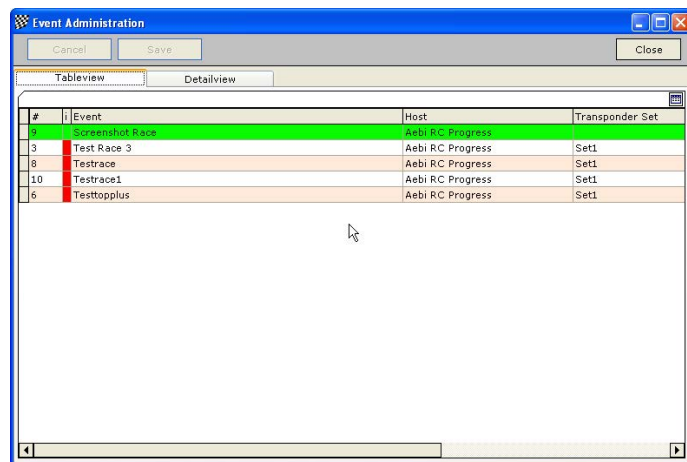 Event Administration
Cancel Save Close
Tableview Detailview
# i Event Host Transponder Set
9 Screenshot Race Aebi RC Progress
3 Test Race 3 Aebi RC Progress Set1
8 Testrace Aebi RC Progress Set1
10 Testrace1 Aebi RC Progress Set1
6 Testtopplus Aebi RC Progress Set1